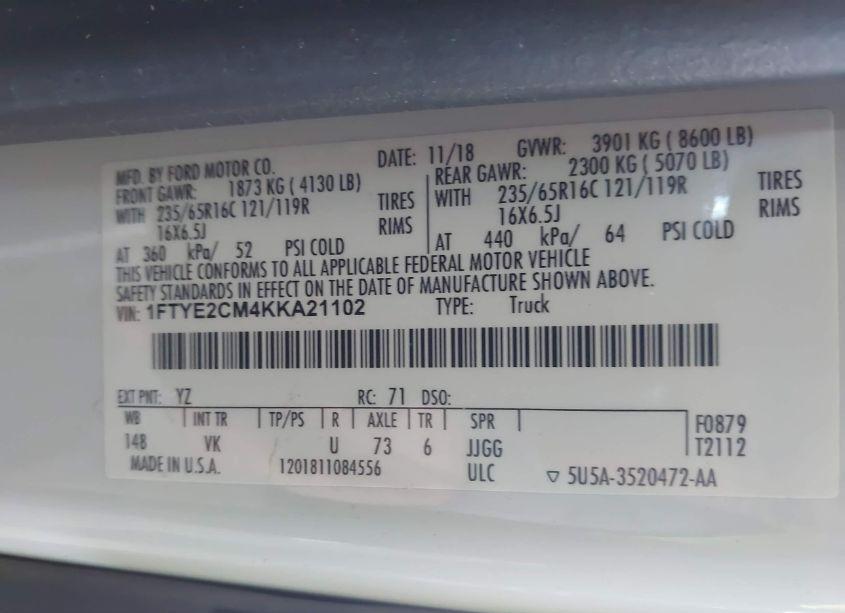 MFD. BY FORD MOTOR CO. DATE: 11/18 GVWR: 3901 KG ( 8600 LB)
FRONT GAWR: 1873 KG ( 4130 LB) REAR GAWR: 2300 KG ( 5070 LB)
WITH 235/65R16C 121/119R TIRES WITH 235/65R16C 121/119R TIRES
16X6.5J RIMS 16X6.5J RIMS
AT 360 kPa/ 52 PSI COLD AT 440 kPa/ 64 PSI COLD
THIS VEHICLE CONFORMS TO ALL APPLICABLE FEDERAL MOTOR VEHICLE
SAFETY STANDARDS IN EFFECT ON THE DATE OF MANUFACTURE SHOWN ABOVE.
VIN: 1FTYE2CM4KKA21102 TYPE: Truck
EXT PNT: YZ RC: 71 DSO:
WB INT TR TP/PS R AXLE TR SPR F0879
148 VK U 73 6 JJGG T2112
MADE IN U.S.A. 1201811084556 ULC ▽ 5U5A-3520472-AA